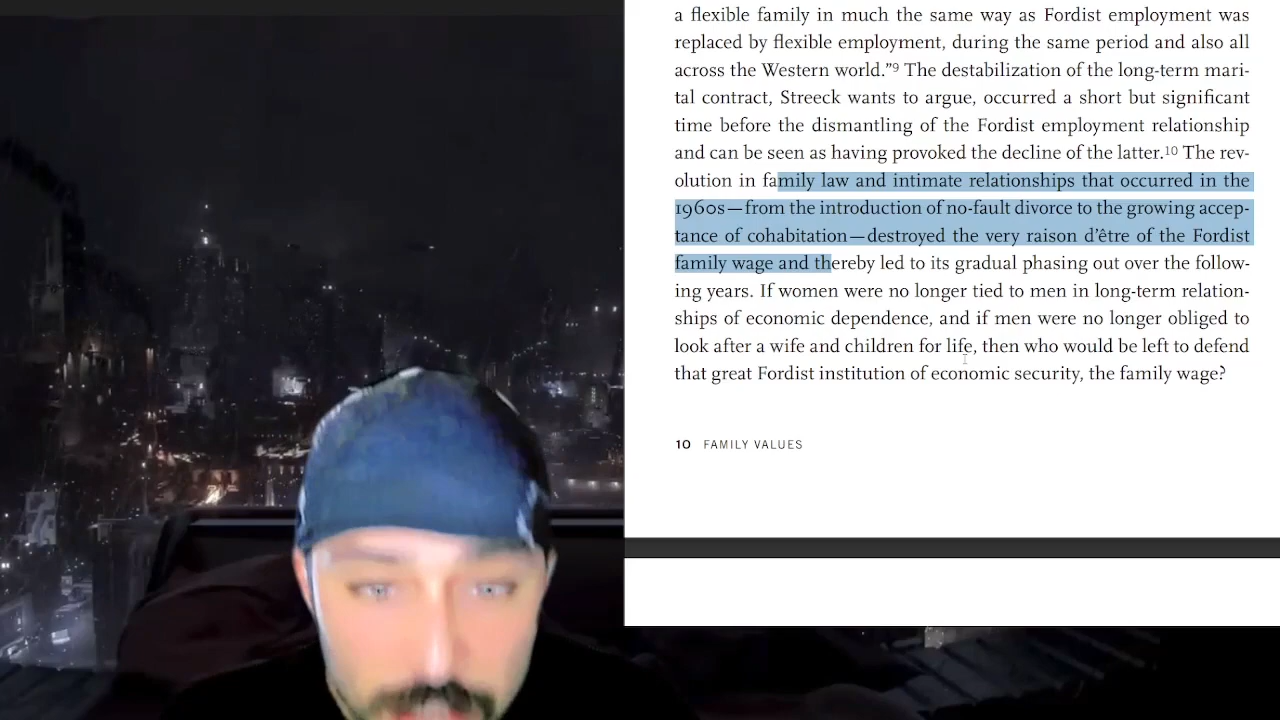 a flexible family in much the same way as Fordist employment was
replaced by flexible employment, during the same period and also all
across the Western world.”9 The destabilization of the long-term mari-
tal contract, Streeck wants to argue, occurred a short but significant
time before the dismantling of the Fordist employment relationship
and can be seen as having provoked the decline of the latter.10 The rev-
olution in family law and intimate relationships that occurred in the
1960s—from the introduction of no-fault divorce to the growing accep-
tance of cohabitation—destroyed the very raison d’être of the Fordist
family wage and thereby led to its gradual phasing out over the follow-
ing years. If women were no longer tied to men in long-term relation-
ships of economic dependence, and if men were no longer obliged to
look after a wife and children for life, then who would be left to defend
that great Fordist institution of economic security, the family wage?
10 FAMILY VALUES